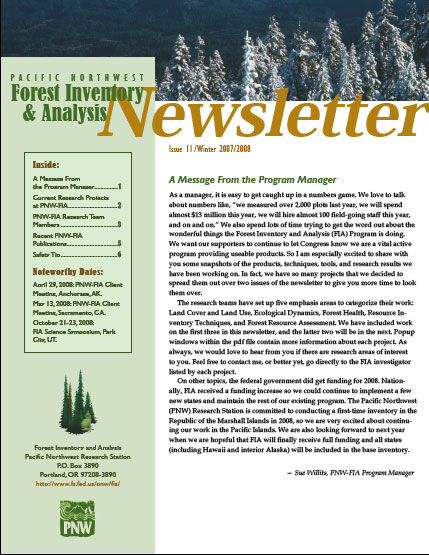 PACIFIC NORTHWEST
Forest Inventory
& Analysis
Newsletter
Issue 11/Winter 2007/2008
Inside:
A Message From
the Program Manager..............1
Current Research Projects
at PNW-FIA..............2
PNW-FIA Research Team
Members ..............3
Recent PNW-FIA
Publications..............5
Safety Tip ..............6
Noteworthy Dates:
April 29, 2008: PNW-FIA Client
Meeting, Anchorage, AK.
May 13, 2008: PNW-FIA Client
Meeting, Sacramento, CA.
October 21-23, 2008:
FIA Science Symposium, Park
City, UT.
Forest Inventory and Analysis
Pacific Northwest Research Station
P.O. Box 3890
Portland, OR 97208-3890
http://www.fs.fed.us/pnw/fia/
PNW
A Message From the Program Manager
As a manager, it is easy to get caught up in a numbers game. We love to talk
about numbers like, "we measured over 2,000 plots last year, we will spend
almost $13 million this year, we will hire almost 100 field-going staff this year,
and on and on." We also spend lots of time trying to get the word out about the
wonderful things the Forest Inventory and Analysis (FIA) Program is doing.
We want our supporters to continue to let Congress know we are a vital active
program providing useable products. So I am especially excited to share with
you some snapshots of the products, techniques, tools, and research results we
have been working on. In fact, we have so many projects that we decided to
spread them out over two issues of the newsletter to give you more time to look
them over.
The research teams have set up five emphasis areas to categorize their work:
Land Cover and Land Use, Ecological Dynamics, Forest Health, Resource In-
ventory Techniques, and Forest Resource Assessment. We have included work
on the first three in this newsletter, and the latter two will be in the next. Popup
windows within the pdf file contain more information about each project. As
always, we would love to hear from you if there are research areas of interest
to you. Feel free to contact me, or better yet, go directly to the FIA investigator
listed by each project.
On other topics, the federal government did get funding for 2008. Nation-
ally, FIA received a funding increase so we could continue to implement a few
new states and maintain the rest of our existing program. The Pacific Northwest
(PNW) Research Station is committed to conducting a first-time inventory in the
Republic of the Marshall Islands in 2008, so we are very excited about continu-
ing our work in the Pacific Islands. We are also looking forward to next year
when we are hopeful that FIA will finally receive full funding and all states
(including Hawaii and interior Alaska) will be included in the base inventory.
— Sue Willits, PNW-FIA Program Manager